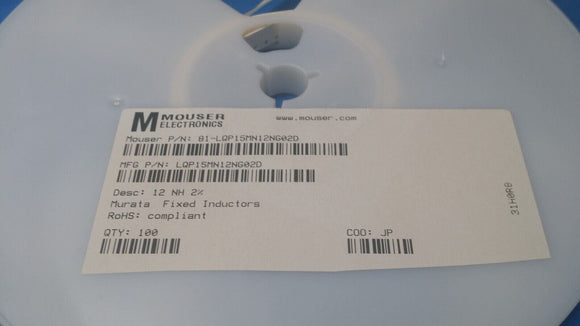 MOUSER
ELECTRONICS
www.mouser.com
Mouser P/N: 81-LQP15MN12NG02D
MFG P/N: LQP15MN12NG02D
Desc: 12 NH 2%
Murata Fixed Inductors
RoHS: compliant
QTY: 100
COO: JP